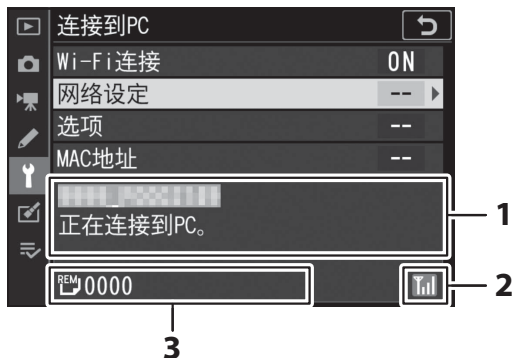 连接到PC
Wi-Fi连接 ON
网络设定 --
选项 --
MAC地址 --
正在连接到PC。
1
REM 0000
2
3